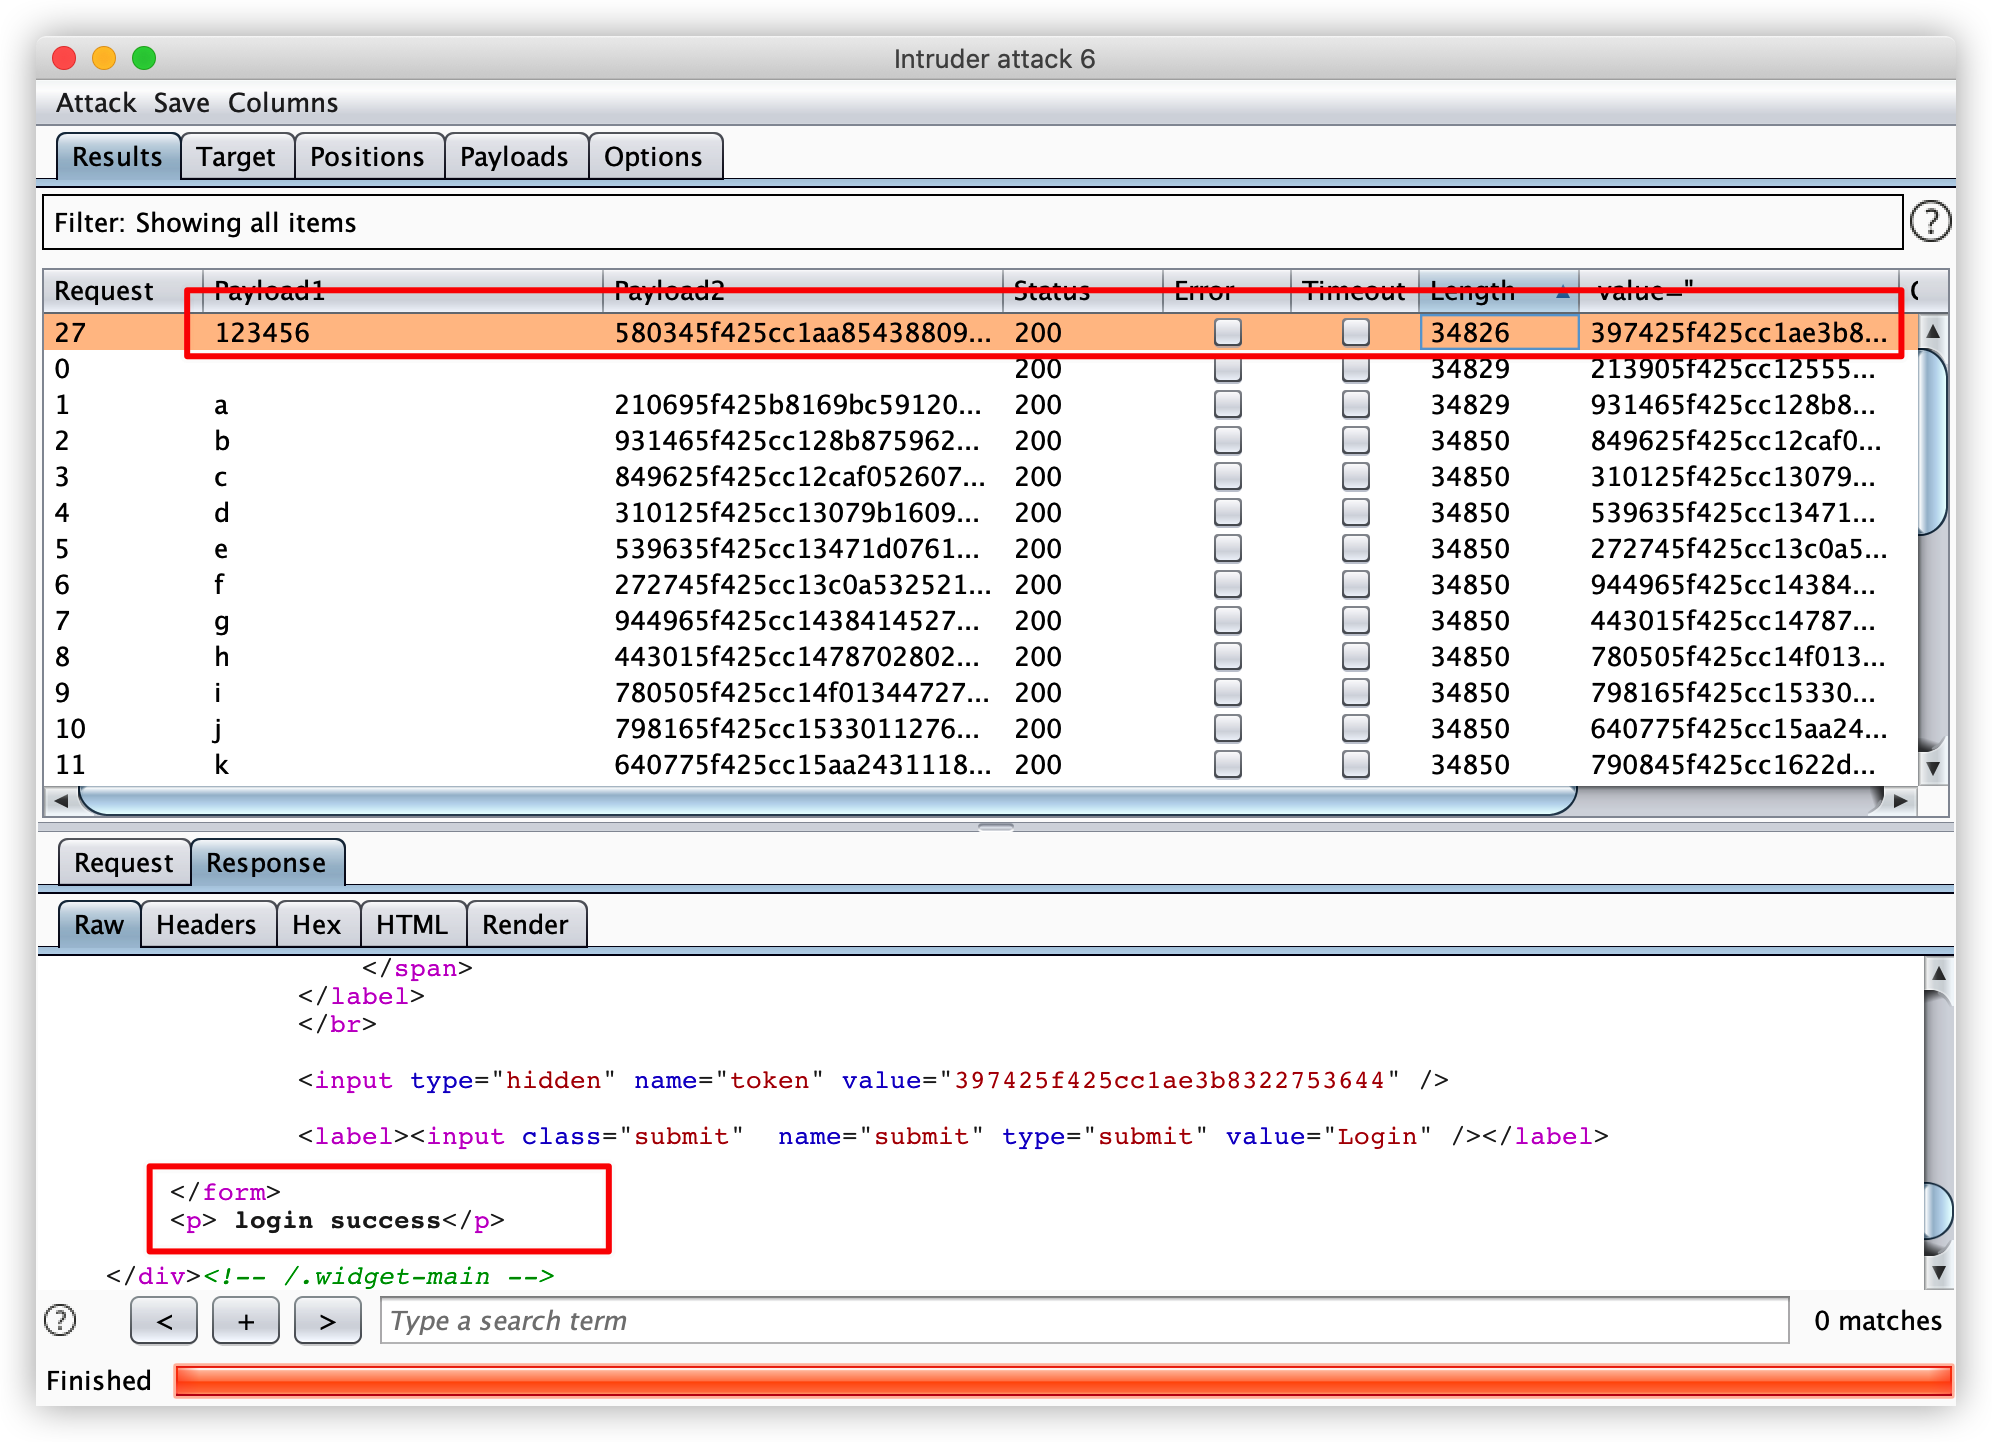 Intruder attack 6
Attack Save Columns
Results Target Positions Payloads Options
Filter: Showing all items
?
Request Payload1 Payload2 Status Error Timeout Length value="
27 123456 580345f425cc1aa85438809... 200 34826 397425f425cc1ae3b8...
0 200 34829 213905f425cc12555...
1 a 210695f425b8169bc59120... 200 34829 931465f425cc128b8...
2 b 931465f425cc128b875962... 200 34850 849625f425cc12caf0...
3 c 849625f425cc12caf052607... 200 34850 310125f425cc13079...
4 d 310125f425cc13079b1609... 200 34850 539635f425cc13471...
5 e 539635f425cc13471d0761... 200 34850 272745f425cc13c0a5...
6 f 272745f425cc13c0a532521... 200 34850 944965f425cc14384...
7 g 944965f425cc1438414527... 200 34850 443015f425cc14787...
8 h 443015f425cc1478702802... 200 34850 780505f425cc14f013...
9 i 780505f425cc14f01344727... 200 34850 798165f425cc15330...
10 j 798165f425cc1533011276... 200 34850 640775f425cc15aa24...
11 k 640775f425cc15aa2431118... 200 34850 790845f425cc1622d...
Request Response
Raw Headers Hex HTML Render
</span>
</label>
</br>
<input type="hidden" name="token" value="397425f425cc1ae3b8322753644" />
<label><input class="submit"  name="submit" type="submit" value="Login" /></label>
</form>
<p> login success</p>
</div><!-- /.widget-main -->
? < + > Type a search term 0 matches
Finished